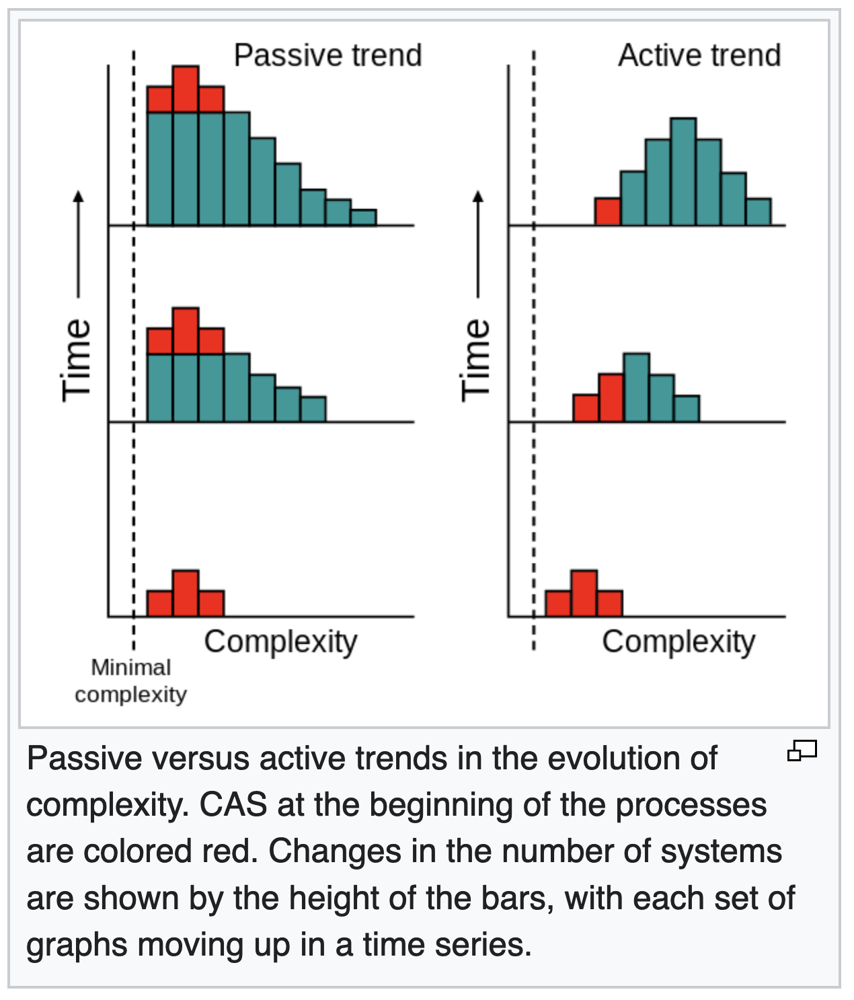 Passive trend
Active trend
Time
Time
Complexity
Complexity
Minimal
complexity
Passive versus active trends in the evolution of
complexity. CAS at the beginning of the processes
are colored red. Changes in the number of systems
are shown by the height of the bars, with each set of
graphs moving up in a time series.